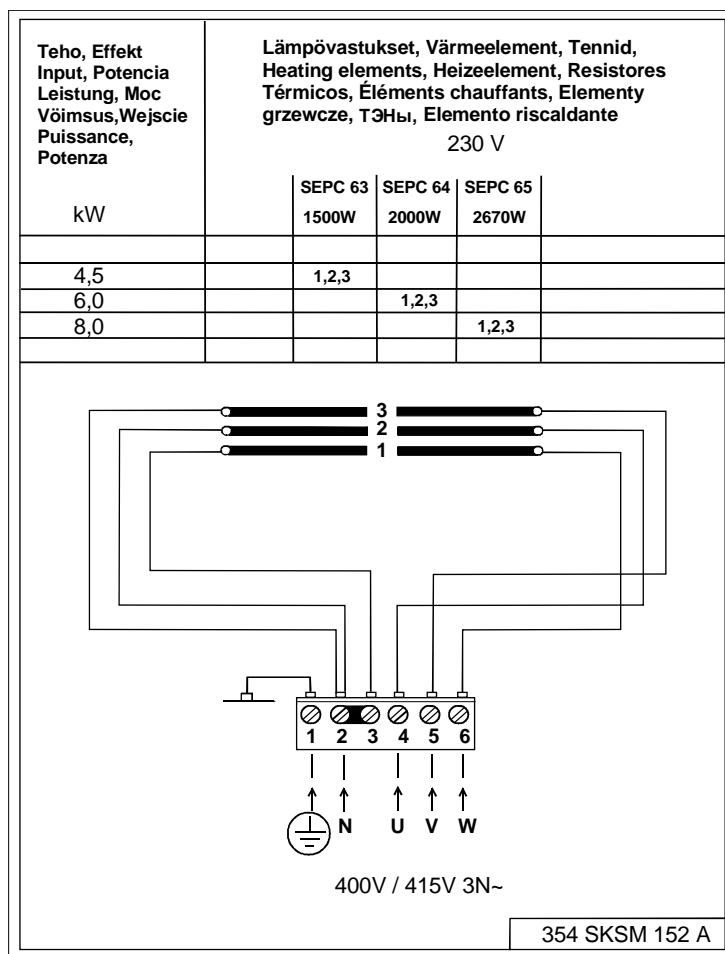 Teho, Effekt
Input, Potencia
Leistung, Moc
Vöimsus,Wejscie
Puissance,
Potenza
kW
Lämpövastukset, Värmeelement, Tennid,
Heating elements, Heizeelement, Resistores
Térmicos, Éléments chauffants, Elementy
grzewcze, ТЭНы, Elemento riscaldante
230 V
SEPC 63 SEPC 64 SEPC 65
1500W 2000W 2670W
4,5 1,2,3
6,0 1,2,3
8,0 1,2,3
3
2
1
1 2 3 4 5 6
N U V W
400V / 415V 3N~
354 SKSM 152 A